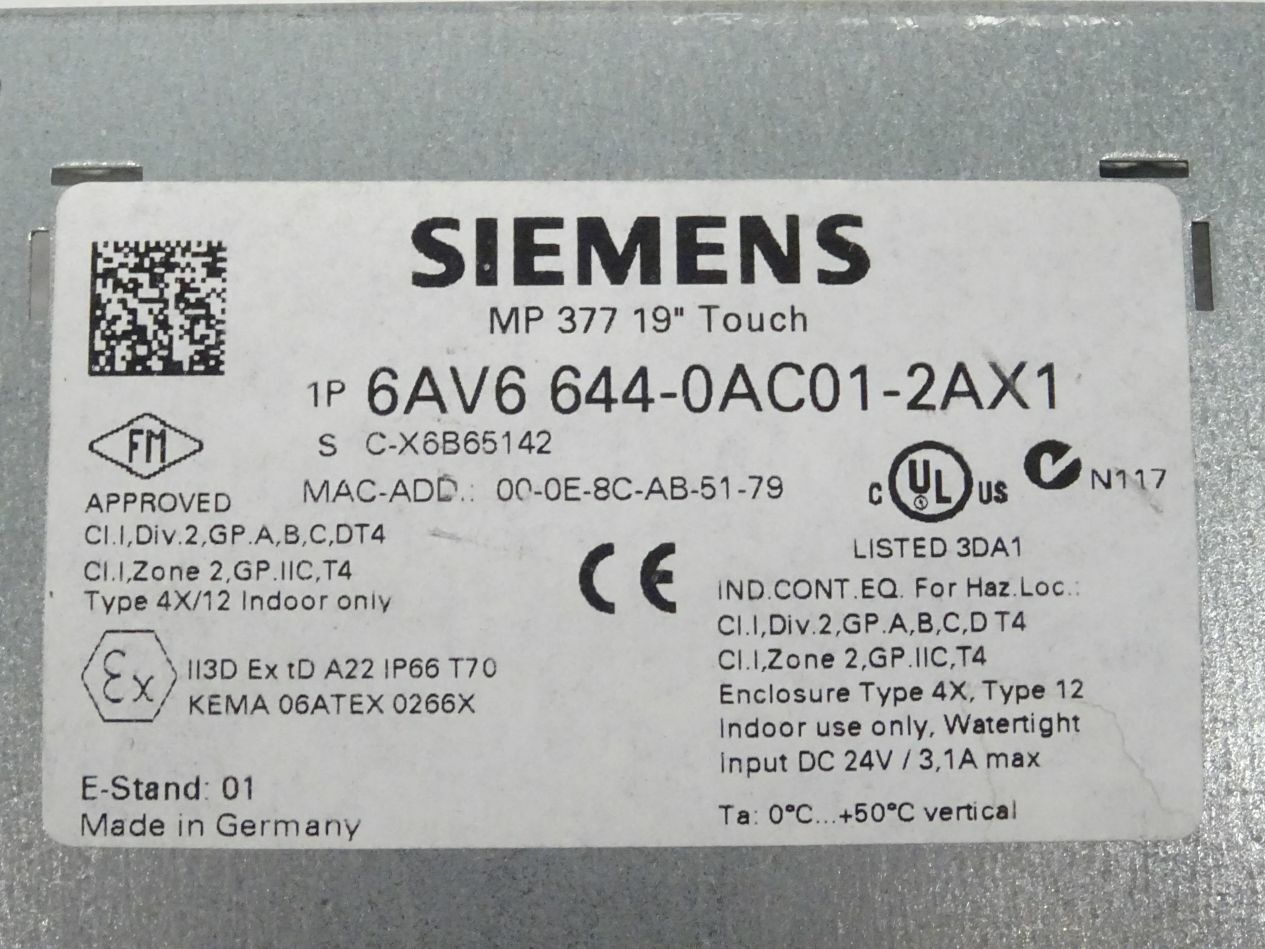 SIEMENS
MP 377 19" Touch
1P 6AV6 644-0AC01-2AX1
S C-X6B65142
MAC-ADD.: 00-0E-8C-AB-51-79
FM
APPROVED
Cl.I,Div.2,GP.A,B,C,DT4
Cl.I,Zone 2,GP.IIC,T4
Type 4X/12 Indoor only
Ex II3D Ex tD A22 IP66 T70
KEMA 06ATEX 0266X
E-Stand: 01
Made in Germany
CE
C UL US N117
LISTED 3DA1
IND.CONT.EQ. For Haz.Loc.:
Cl.I,Div.2,GP.A,B,C,D T4
Cl.I,Zone 2,GP.IIC,T4
Enclosure Type 4X, Type 12
Indoor use only, Watertight
input DC 24V / 3,1A max
Ta: 0°C...+50°C vertical